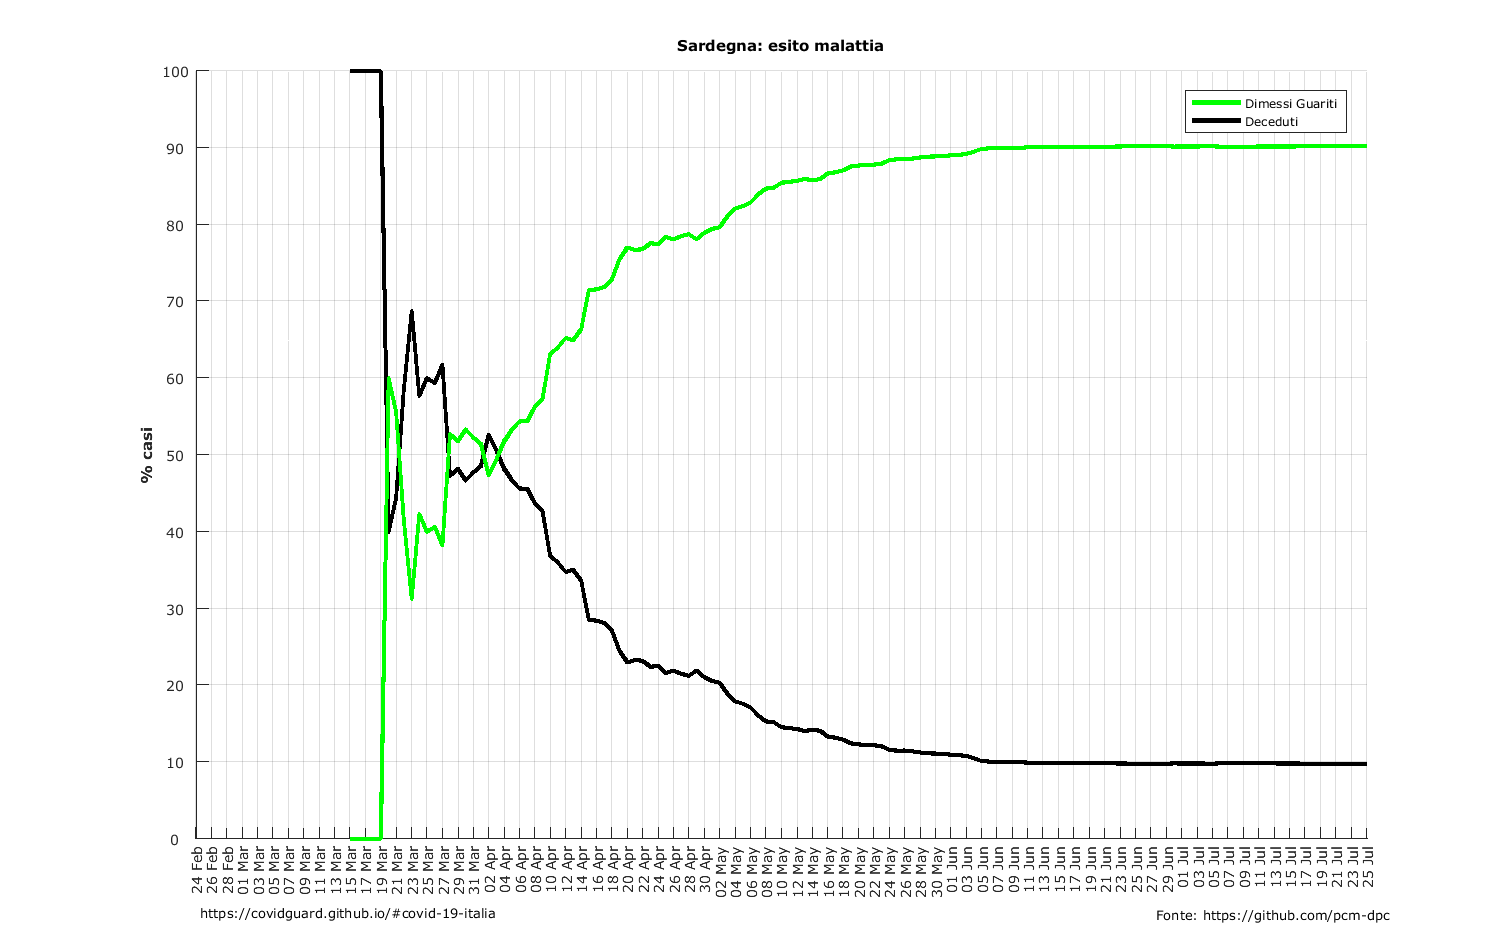 Sardegna: esito malattia
100
90
80
70
60
50
40
30
20
10
0
% casi
Dimessi Guariti
Deceduti
24 Feb
26 Feb
28 Feb
01 Mar
03 Mar
05 Mar
07 Mar
09 Mar
11 Mar
13 Mar
15 Mar
17 Mar
19 Mar
21 Mar
23 Mar
25 Mar
27 Mar
29 Mar
31 Mar
02 Apr
04 Apr
06 Apr
08 Apr
10 Apr
12 Apr
14 Apr
16 Apr
18 Apr
20 Apr
22 Apr
24 Apr
26 Apr
28 Apr
30 Apr
02 May
04 May
06 May
08 May
10 May
12 May
14 May
16 May
18 May
20 May
22 May
24 May
26 May
28 May
30 May
01 Jun
03 Jun
05 Jun
07 Jun
09 Jun
11 Jun
13 Jun
15 Jun
17 Jun
19 Jun
21 Jun
23 Jun
25 Jun
27 Jun
29 Jun
01 Jul
03 Jul
05 Jul
07 Jul
09 Jul
11 Jul
13 Jul
15 Jul
17 Jul
19 Jul
21 Jul
23 Jul
25 Jul
https://covidguard.github.io/#covid-19-italia
Fonte: https://github.com/pcm-dpc